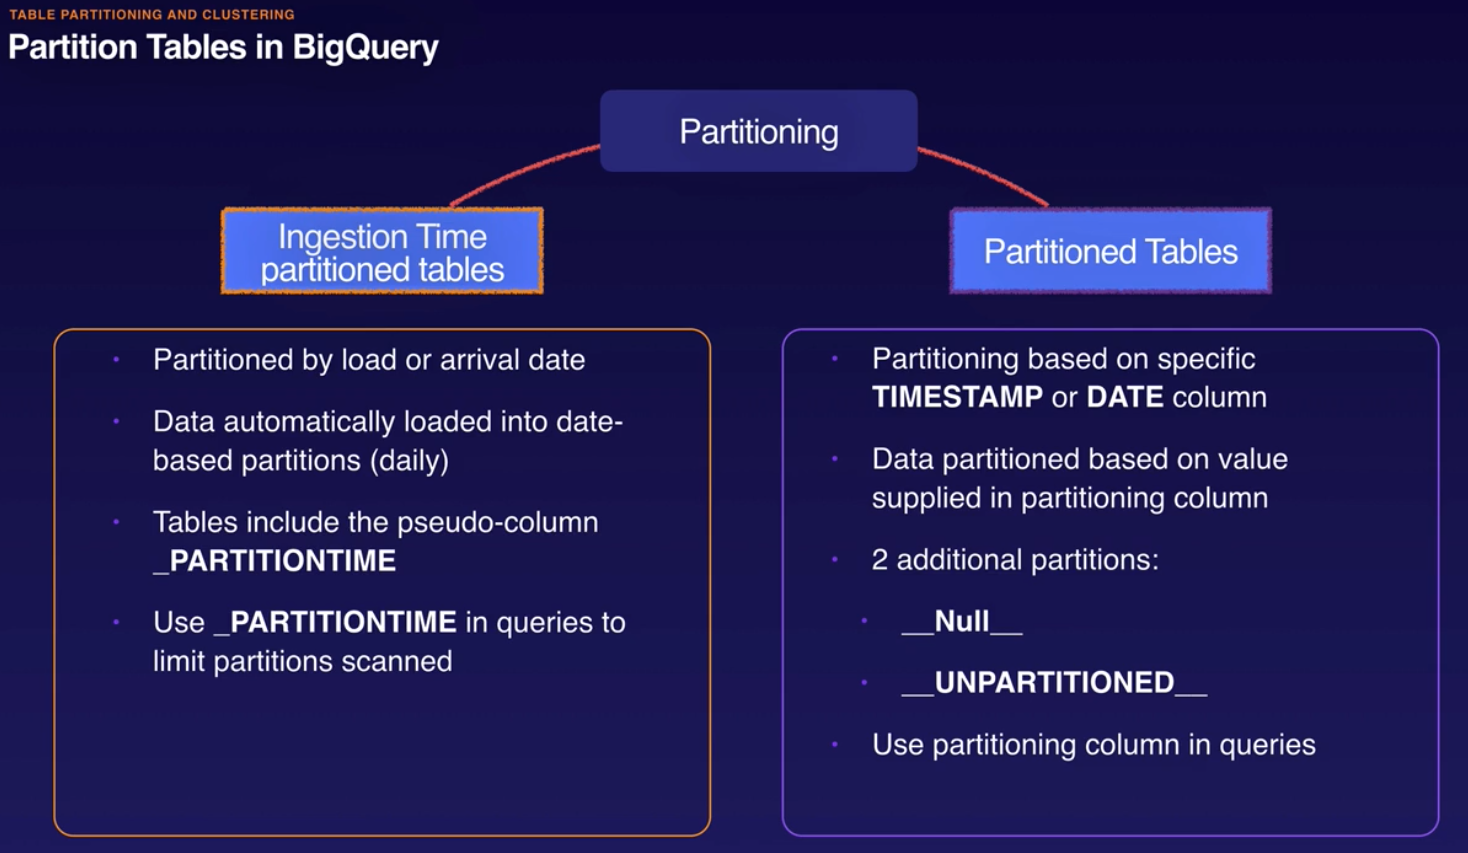 TABLE PARTITIONING AND CLUSTERING
Partition Tables in BigQuery
Partitioning
Ingestion Time
partitioned tables
Partitioned by load or arrival date
Data automatically loaded into date-
based partitions (daily)
Tables include the pseudo-column
_PARTITIONTIME
Use _PARTITIONTIME in queries to
limit partitions scanned
Partitioned Tables
Partitioning based on specific
TIMESTAMP or DATE column
Data partitioned based on value
supplied in partitioning column
2 additional partitions:
__Null__
__UNPARTITIONED__
Use partitioning column in queries